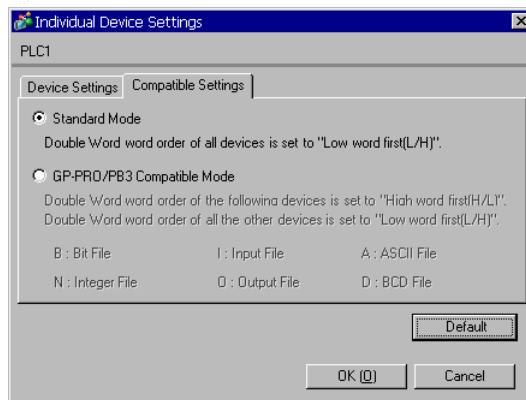 Individual Device Settings
PLC1
Device Settings
Compatible Settings
Standard Mode
Double Word word order of all devices is set to "Low word first(L/H)".
GP-PRO/PB3 Compatible Mode
Double Word word order of the following devices is set to "High word first(H/L)".
Double Word word order of all the other devices is set to "Low word first(L/H)".
B : Bit File
I : Input File
A : ASCII File
N : Integer File
O : Output File
D : BCD File
Default
OK (O)
Cancel